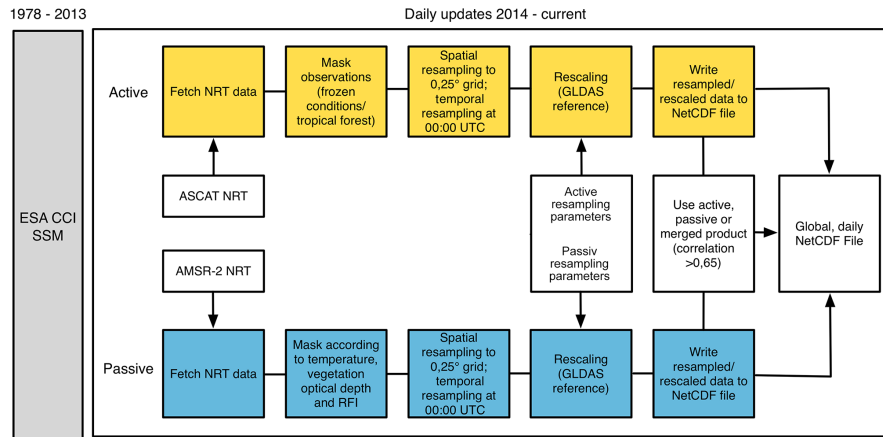 1978 - 2013
Daily updates 2014 - current
ESA CCI
SSM
Active
Fetch NRT data
Mask
observations
(frozen
conditions/
tropical forest)
Spatial
resampling to
0,25° grid;
temporal
resampling at
00:00 UTC
Rescaling
(GLDAS
reference)
Write
resampled/
rescaled data to
NetCDF file
ASCAT NRT
AMSR-2 NRT
Active
resampling
parameters
Passiv
resampling
parameters
Use active,
passive or
merged product
(correlation
>0,65)
Global, daily
NetCDF File
Passive
Fetch NRT data
Mask according
to temperature,
vegetation
optical depth
and RFI
Spatial
resampling to
0,25° grid;
temporal
resampling at
00:00 UTC
Rescaling
(GLDAS
reference)
Write
resampled/
rescaled data to
NetCDF file